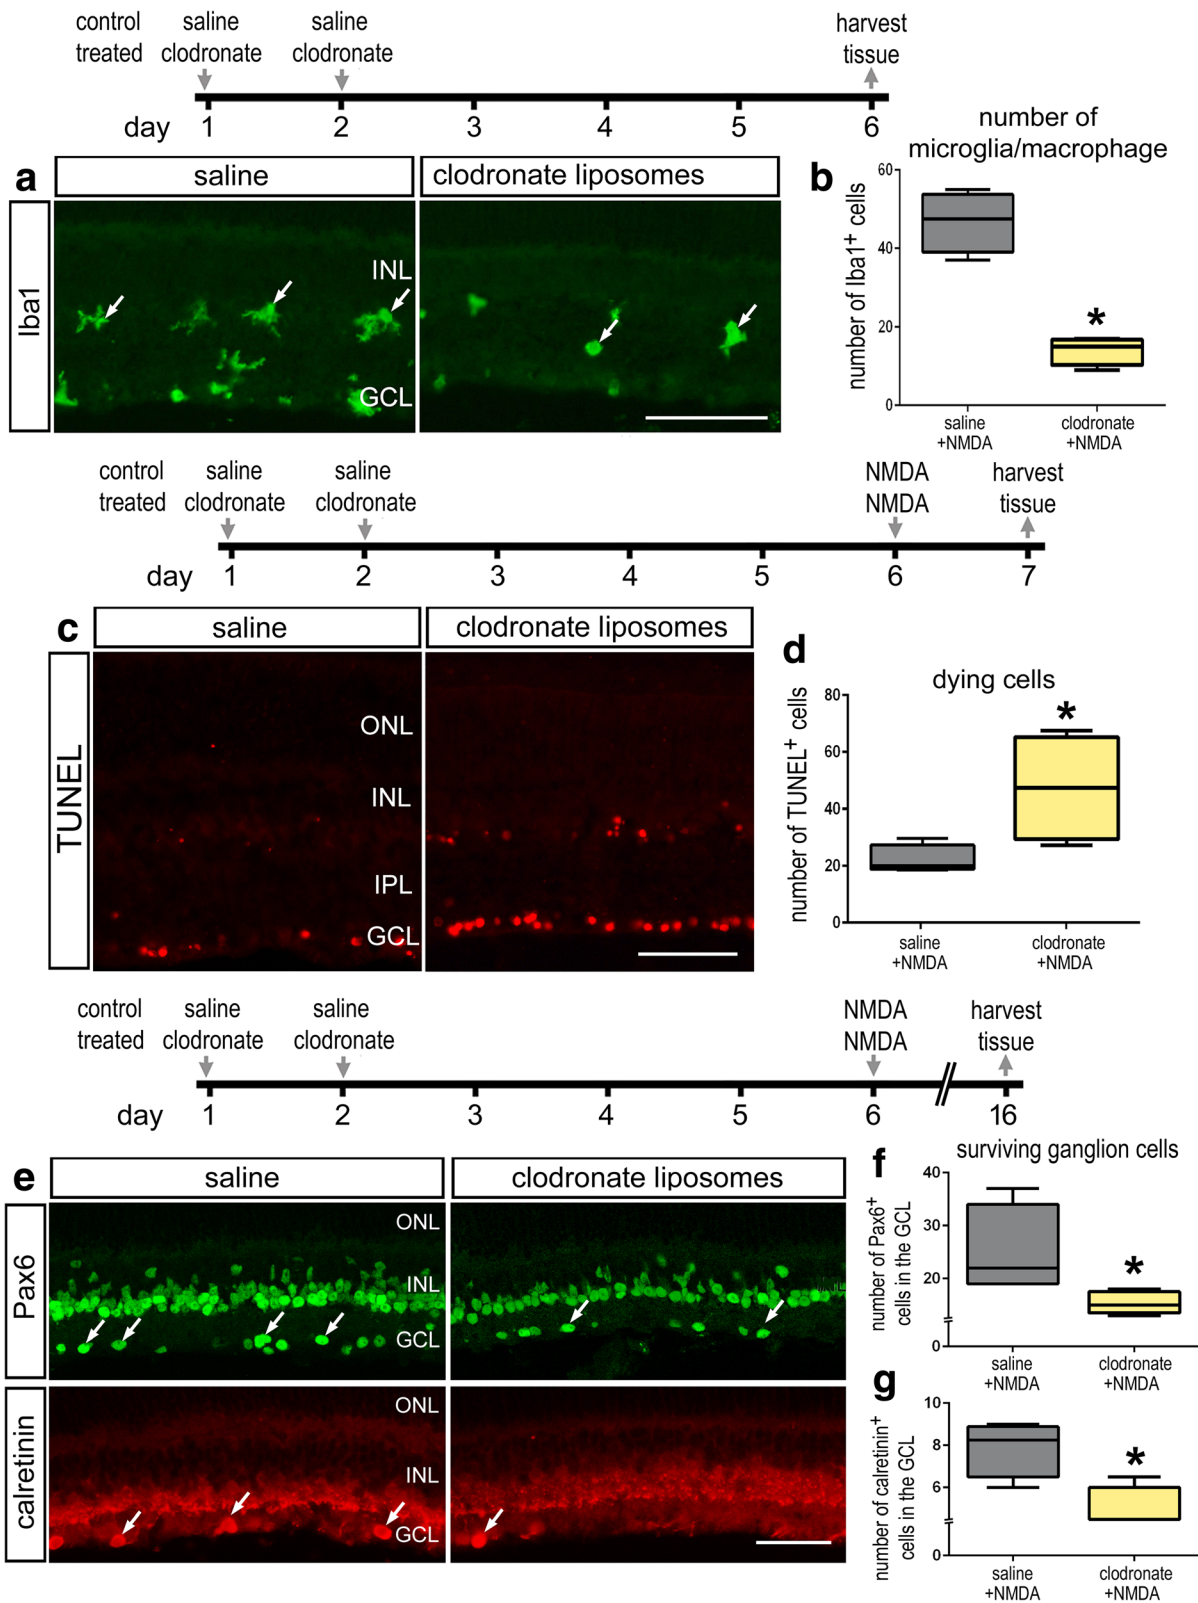 control saline saline harvest
treated clodronate clodronate tissue
day 1 2 3 4 5 6
a saline clodronate liposomes
Iba1
INL
GCL
b number of
microglia/macrophage
number of Iba1+ cells
60
40
20
0
*
saline clodronate
+NMDA +NMDA
control saline saline NMDA harvest
treated clodronate clodronate NMDA tissue
day 1 2 3 4 5 6 7
c saline clodronate liposomes
TUNEL
ONL
INL
IPL
GCL
d
dying cells
number of TUNEL+ cells
80
60
40
20
0
*
saline clodronate
+NMDA +NMDA
control saline saline NMDA harvest
treated clodronate clodronate NMDA tissue
day 1 2 3 4 5 6 16
e saline clodronate liposomes
Pax6
ONL
INL
GCL
calretinin
ONL
INL
GCL
f surviving ganglion cells
number of Pax6+
cells in the GCL
40
30
20
0
*
saline clodronate
+NMDA +NMDA
g
number of calretinin+
cells in the GCL
10
8
6
0
*
saline clodronate
+NMDA +NMDA